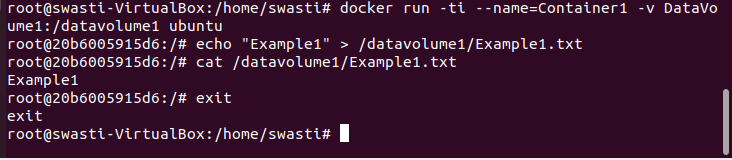 root@swasti-VirtualBox:/home/swasti# docker run -ti --name=Container1 -v DataVo
ume1:/datavolume1 ubuntu
root@20b6005915d6:/# echo "Example1" > /datavolume1/Example1.txt
root@20b6005915d6:/# cat /datavolume1/Example1.txt
Example1
root@20b6005915d6:/# exit
exit
root@swasti-VirtualBox:/home/swasti#